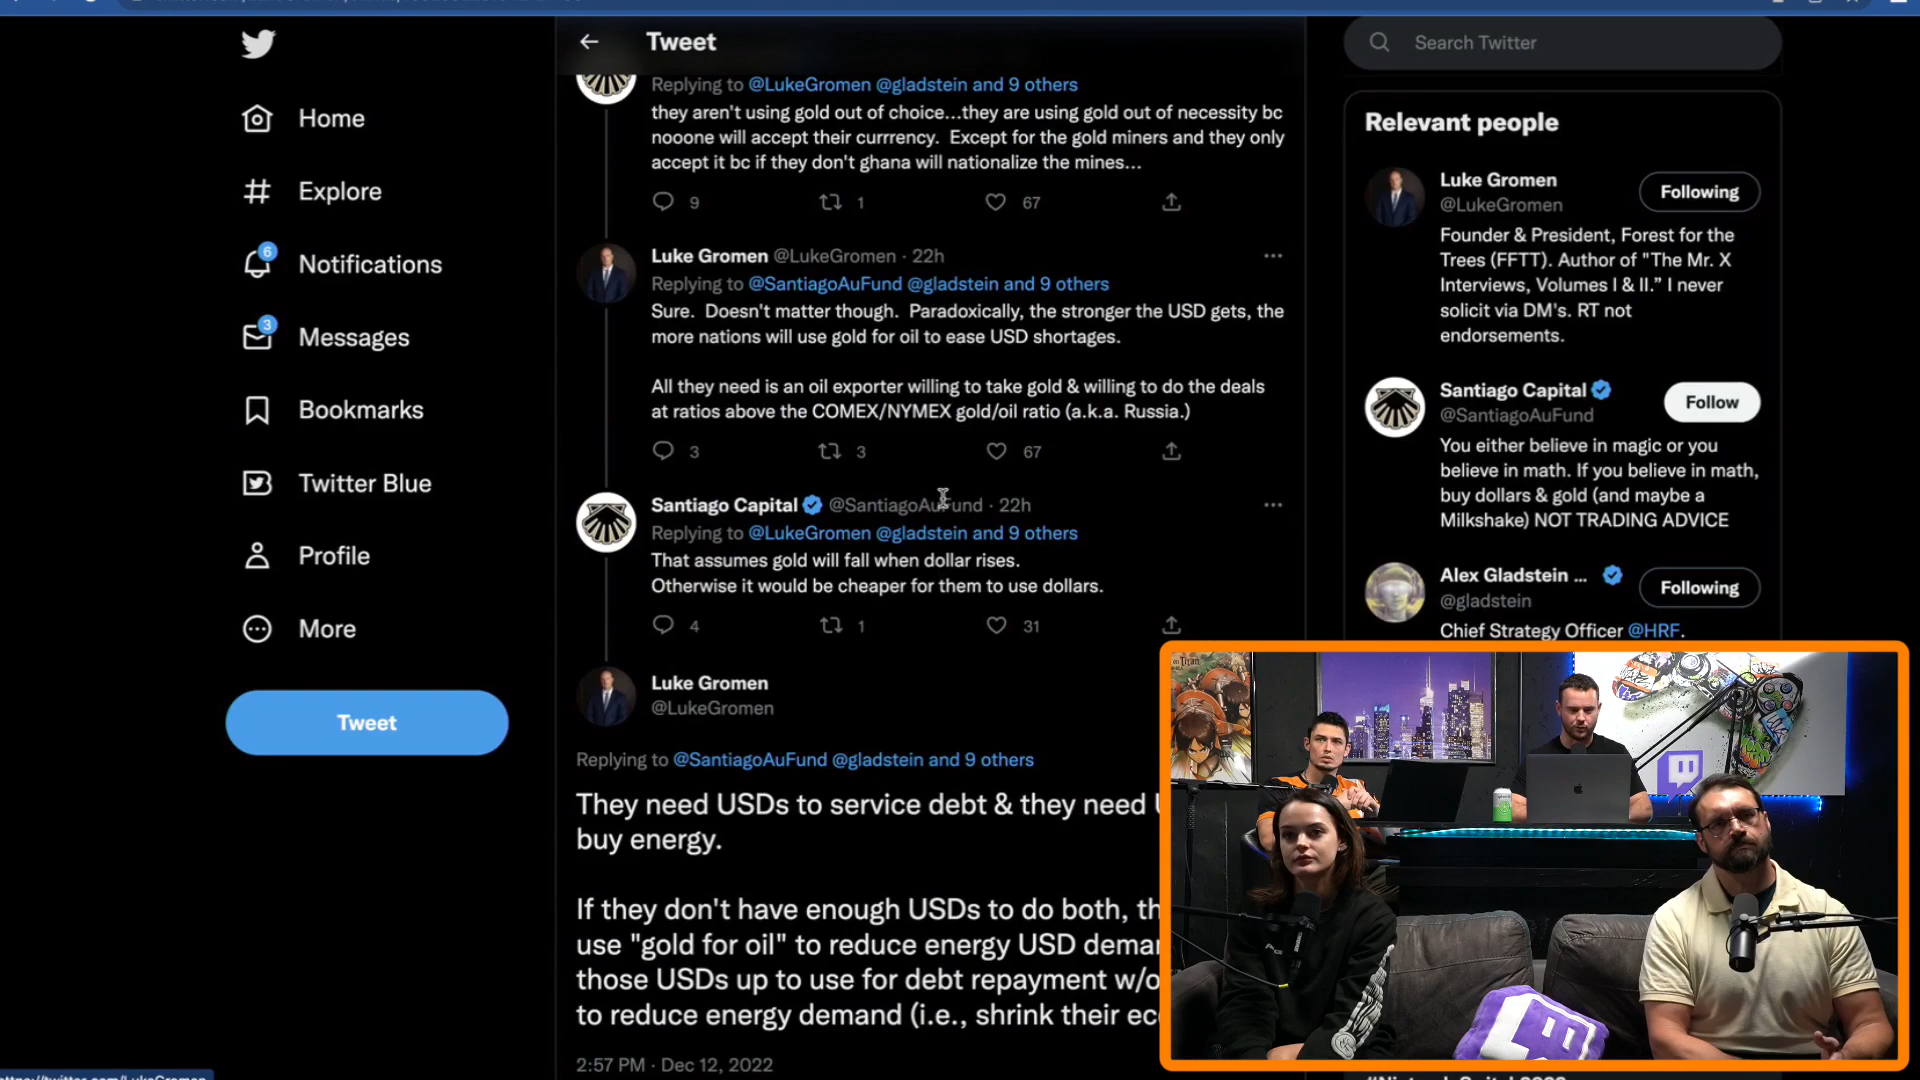 Tweet
Search Twitter
Replying to @LukeGromen @gladstein and 9 others
they aren't using gold out of choice...they are using gold out of necessity bc
nooone will accept their currrency.  Except for the gold miners and they only
accept it bc if they don't ghana will nationalize the mines...
9 1 67
Luke Gromen @LukeGromen · 22h
Replying to @SantiagoAuFund @gladstein and 9 others
Sure.  Doesn't matter though.  Paradoxically, the stronger the USD gets, the
more nations will use gold for oil to ease USD shortages.
All they need is an oil exporter willing to take gold & willing to do the deals
at ratios above the COMEX/NYMEX gold/oil ratio (a.k.a. Russia.)
3 3 67
Santiago Capital @SantiagoAuFund · 22h
Replying to @LukeGromen @gladstein and 9 others
That assumes gold will fall when dollar rises.
Otherwise it would be cheaper for them to use dollars.
4 1 31
Luke Gromen
@LukeGromen
Replying to @SantiagoAuFund @gladstein and 9 others
They need USDs to service debt & they need
buy energy.
If they don't have enough USDs to do both, th
use "gold for oil" to reduce energy USD dema
those USDs up to use for debt repayment w/o
to reduce energy demand (i.e., shrink their ec
2:57 PM · Dec 12, 2022
Home
Explore
6
Notifications
3
Messages
Bookmarks
Twitter Blue
Profile
More
Tweet
Relevant people
Luke Gromen
@LukeGromen
Following
Founder & President, Forest for the
Trees (FFTT). Author of "The Mr. X
Interviews, Volumes I & II.” I never
solicit via DM's. RT not
endorsements.
Santiago Capital
@SantiagoAuFund
Follow
You either believe in magic or you
believe in math. If you believe in math,
buy dollars & gold (and maybe a
Milkshake) NOT TRADING ADVICE
Alex Gladstein ...
@gladstein
Following
Chief Strategy Officer @HRF.